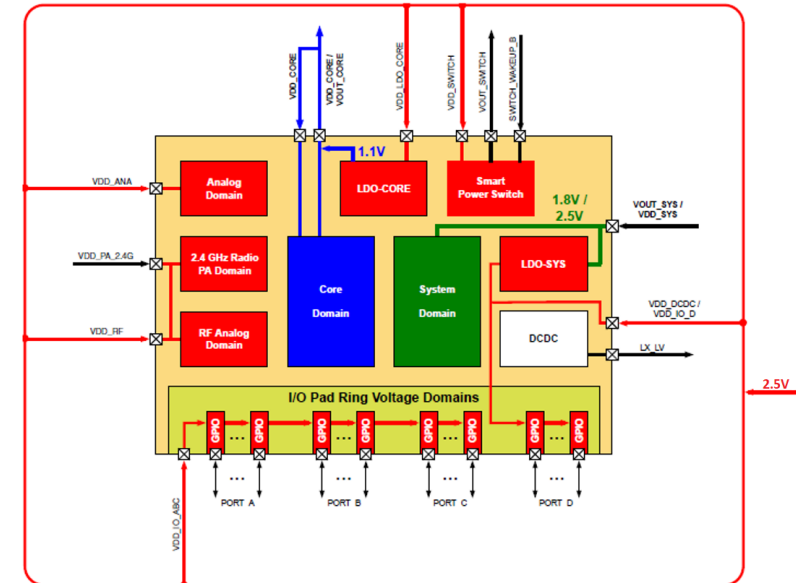 VDD_CORE
VDD_CORE /
VOUT_CORE
VDD_LDO_CORE
VDD_SWITCH
VOUT_SWITCH
SWITCH_WAKEUP_B
1.1V
VDD_ANA
Analog
Domain
LDO-CORE
Smart
Power Switch
1.8V /
2.5V
VOUT_SYS /
VDD_SYS
VDD_PA_2.4G
2.4 GHz Radio
PA Domain
Core
Domain
System
Domain
LDO-SYS
VDD_DCDC /
VDD_IO_D
VDD_RF
RF Analog
Domain
DCDC
LX_LV
2.5V
I/O Pad Ring Voltage Domains
GPIO
...
GPIO
GPIO
...
GPIO
GPIO
...
GPIO
GPIO
...
GPIO
...
...
...
...
PORT A
PORT B
PORT C
PORT D
VDD_IO_ABC